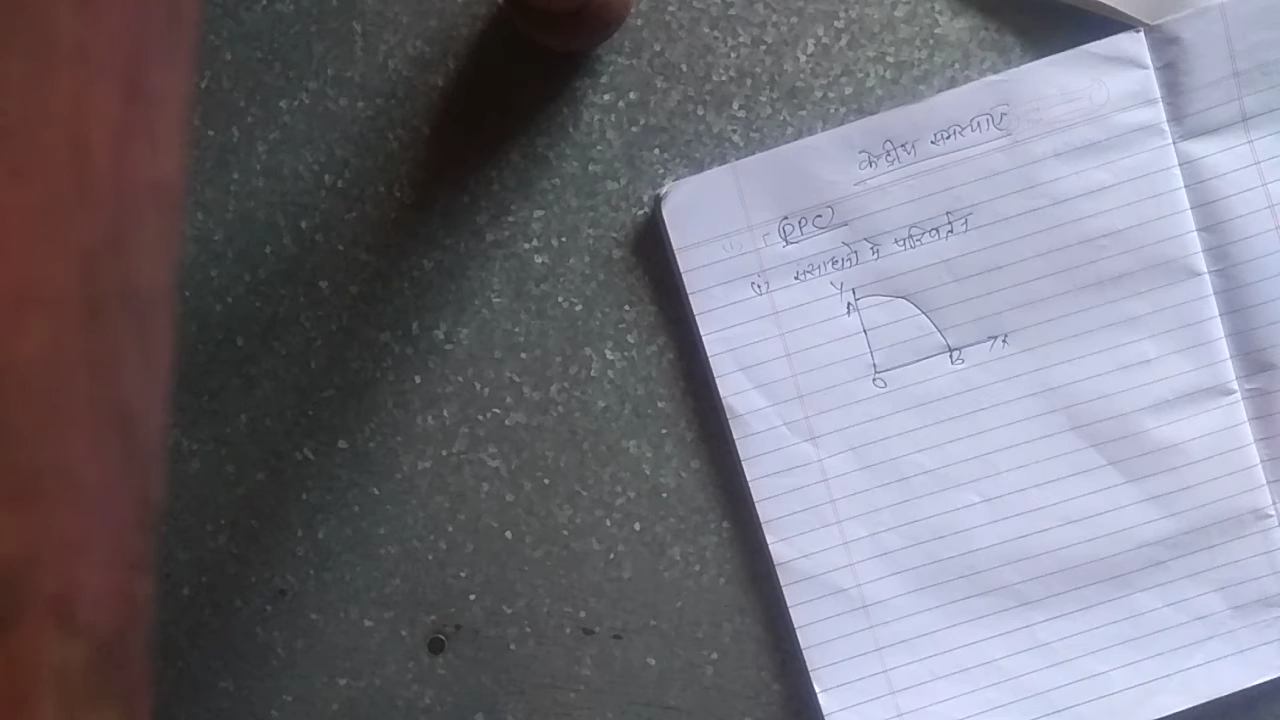 केन्द्रीय समस्याएं
(1) (PPC)
(i) संसाधनो मे परिवर्तन
Y
A
B X
O